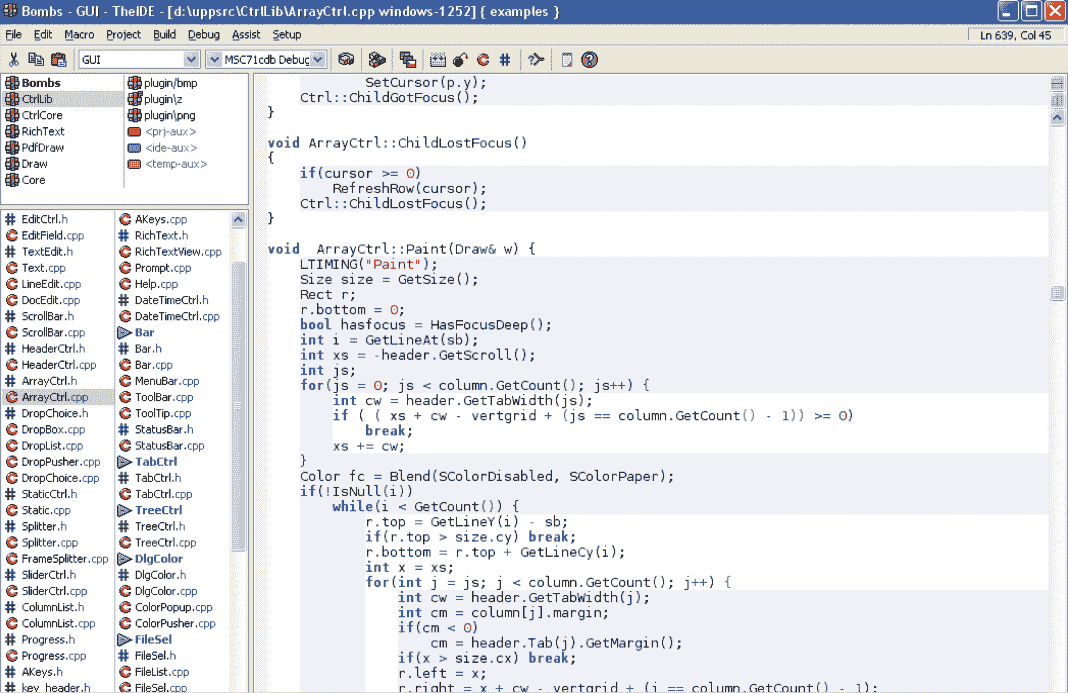 Bombs - GUI - TheIDE - [d:\uppsrc\CtrlLib\ArrayCtrl.cpp windows-1252] { examples }
File Edit Macro Project Build Debug Assist Setup
Ln 639, Col 45
GUI
MSC71cdb Debug
Bombs
CtrlLib
CtrlCore
RichText
PdfDraw
Draw
Core
plugin/bmp
plugin\z
plugin\png
<prj-aux>
<ide-aux>
<temp-aux>
EditCtrl.h
EditField.cpp
TextEdit.h
Text.cpp
LineEdit.cpp
DocEdit.cpp
ScrollBar.h
ScrollBar.cpp
HeaderCtrl.h
HeaderCtrl.cpp
ArrayCtrl.h
ArrayCtrl.cpp
DropChoice.h
DropBox.cpp
DropList.cpp
DropPusher.cpp
DropChoice.cpp
StaticCtrl.h
Static.cpp
Splitter.h
Splitter.cpp
FrameSplitter.cpp
SliderCtrl.h
SliderCtrl.cpp
ColumnList.h
ColumnList.cpp
Progress.h
Progress.cpp
AKeys.h
key_header.h
AKeys.cpp
RichText.h
RichTextView.cpp
Prompt.cpp
Help.cpp
DateTimeCtrl.h
DateTimeCtrl.cpp
Bar
Bar.h
Bar.cpp
MenuBar.cpp
ToolBar.cpp
ToolTip.cpp
StatusBar.h
StatusBar.cpp
TabCtrl
TabCtrl.h
TabCtrl.cpp
TreeCtrl
TreeCtrl.h
TreeCtrl.cpp
DlgColor
DlgColor.h
DlgColor.cpp
ColorPopup.cpp
ColorPusher.cpp
FileSel
FileSel.h
FileList.cpp
FileSel.cpp
SetCursor(p.y);
Ctrl::ChildGotFocus();
}
void ArrayCtrl::ChildLostFocus()
{
if(cursor >= 0)
RefreshRow(cursor);
Ctrl::ChildLostFocus();
}
void  ArrayCtrl::Paint(Draw& w) {
LTIMING("Paint");
Size size = GetSize();
Rect r;
r.bottom = 0;
bool hasfocus = HasFocusDeep();
int i = GetLineAt(sb);
int xs = -header.GetScroll();
int js;
for(js = 0; js < column.GetCount(); js++) {
int cw = header.GetTabWidth(js);
if ( ( xs + cw - vertgrid + (js == column.GetCount() - 1)) >= 0)
break;
xs += cw;
}
Color fc = Blend(SColorDisabled, SColorPaper);
if(!IsNull(i))
while(i < GetCount()) {
r.top = GetLineY(i) - sb;
if(r.top > size.cy) break;
r.bottom = r.top + GetLineCy(i);
int x = xs;
for(int j = js; j < column.GetCount(); j++) {
int cw = header.GetTabWidth(j);
int cm = column[j].margin;
if(cm < 0)
cm = header.Tab(j).GetMargin();
if(x > size.cx) break;
r.left = x;
r.right = x + cw - vertgrid + (j == column.GetCount() - 1);